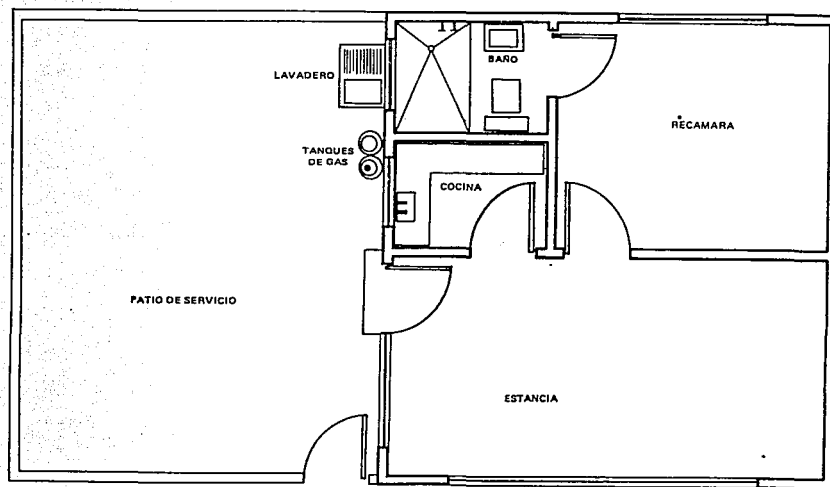 BAÑO
LAVADERO
RECAMARA
TANQUES
DE GAS
COCINA
PATIO DE SERVICIO
ESTANCIA